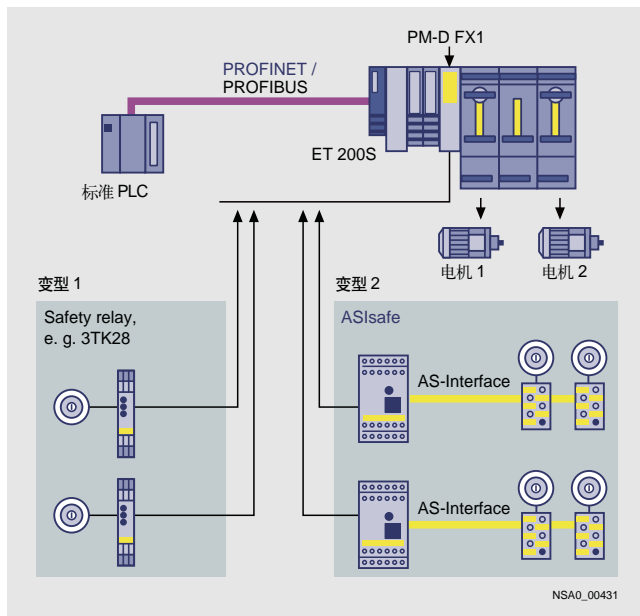 PM-D FX1
PROFINET /
PROFIBUS
ET 200S
标准 PLC
电机 1
电机 2
变型 1
变型 2
Safety relay,
e. g. 3TK28
ASIsafe
AS-Interface
AS-Interface
NSA0_00431